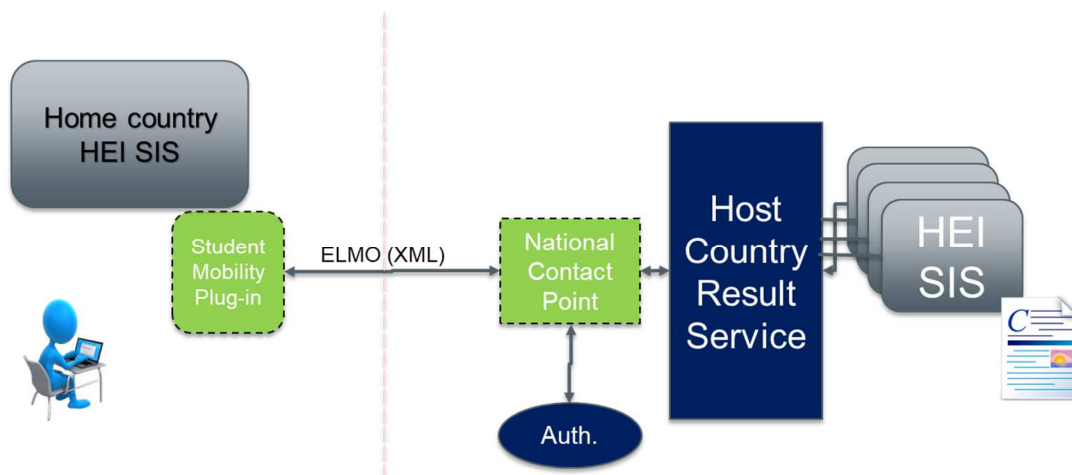 Home country
HEI SIS
Student
Mobility
Plug-in
ELMO (XML)
National
Contact
Point
Auth.
Host
Country
Result
Service
HEI
SIS
C